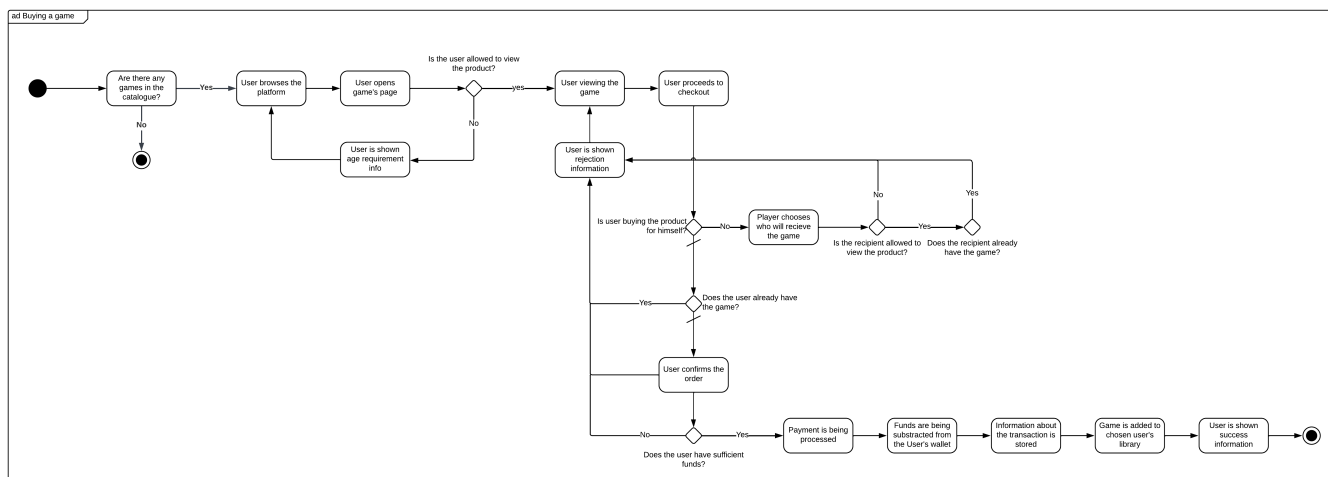 ad Buying a game
Is the user allowed to view
the product?
Are there any
games in the
catalogue?
Yes
User browses the
platform
User opens
game's page
yes
User viewing the
game
User proceeds to
checkout
No
No
User is shown
age requirement
info
User is shown
rejection
information
No
Yes
Is user buying the product
for himself?
No
Player chooses
who will recieve
the game
Yes
Is the recipient allowed to
view the product?
Does the recipient already
have the game?
Yes
Does the user already have
the game?
User confirms the
order
No
Yes
Does the user have sufficient
funds?
Payment is being
processed
Funds are being
substracted from
the User's wallet
Information about
the transaction is
stored
Game is added to
chosen user's
library
User is shown
success
information